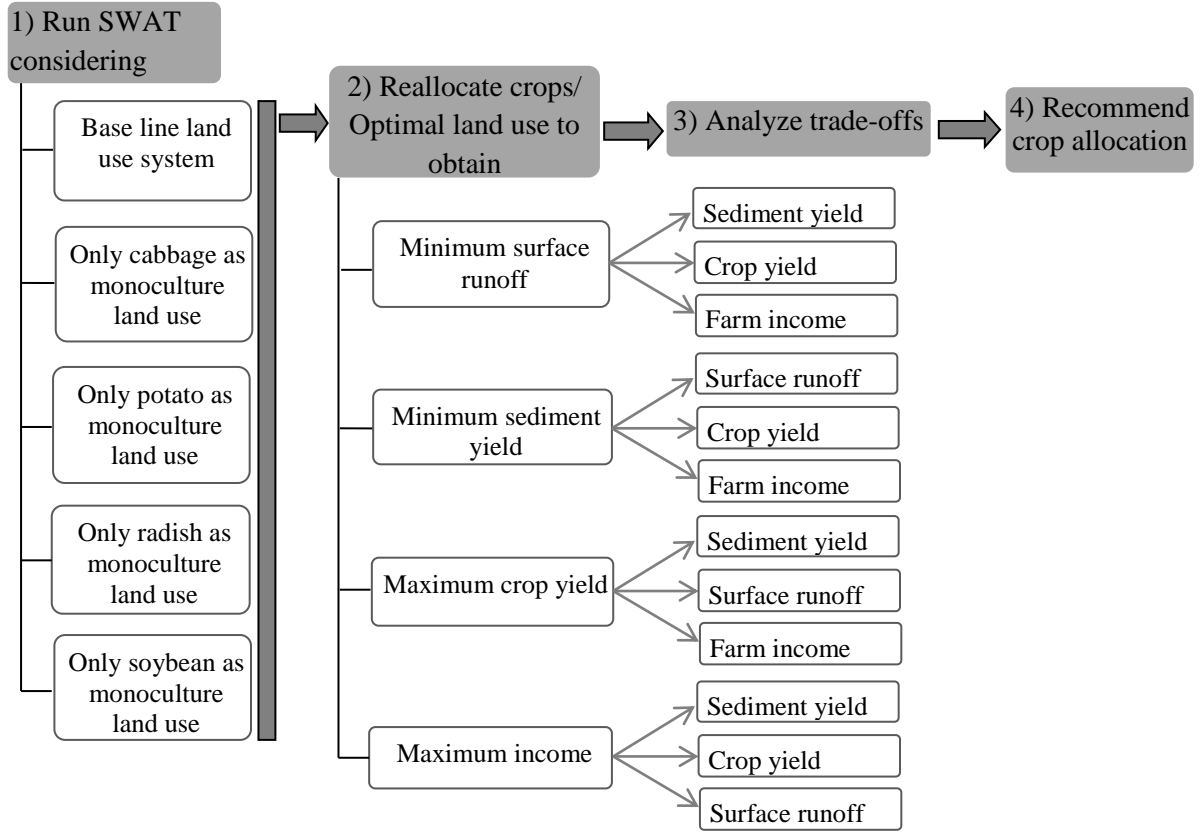 1) Run SWAT
considering
Base line land
use system
Only cabbage as
monoculture
land use
Only potato as
monoculture
land use
Only radish as
monoculture
land use
Only soybean as
monoculture
land use
2) Reallocate crops/
Optimal land use to
obtain
Minimum surface
runoff
Minimum sediment
yield
Maximum crop yield
Maximum income
3) Analyze trade-offs
Sediment yield
Crop yield
Farm income
Surface runoff
Crop yield
Farm income
Sediment yield
Surface runoff
Farm income
Sediment yield
Crop yield
Surface runoff
4) Recommend
crop allocation